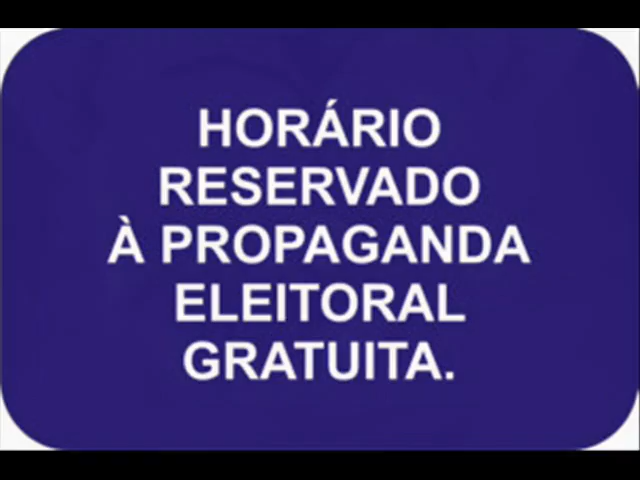 HORÁRIO
RESERVADO
À PROPAGANDA
ELEITORAL
GRATUITA.